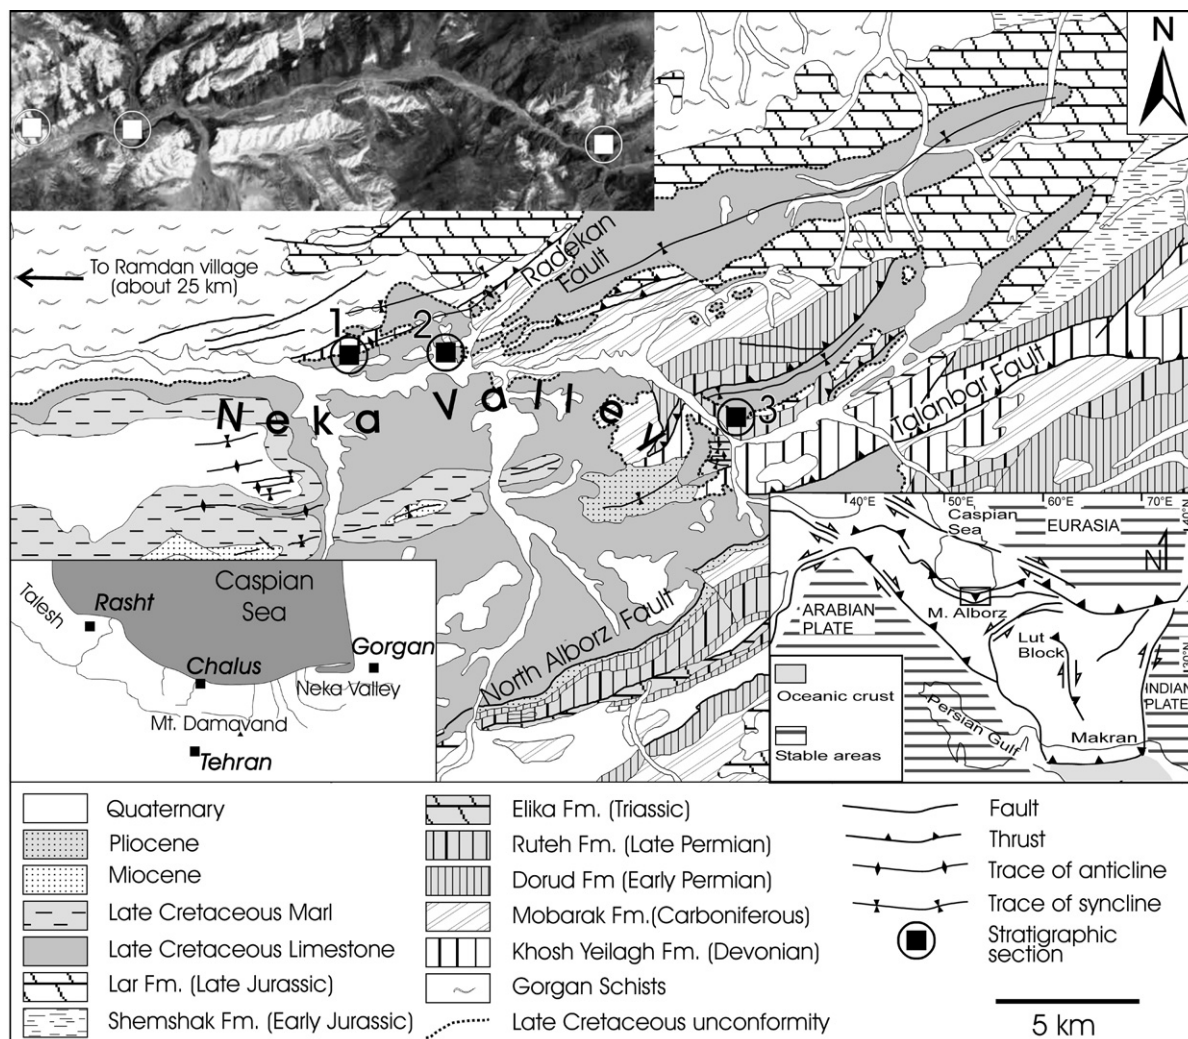 N
To Ramdan village
(about 25 km)
Radekan
Fault
1
2
3
Neka Valley
Talanbar Fault
North Alborz Fault
Caspian
Sea
Talesh
Rasht
Chalus
Gorgan
Neka Valley
Mt. Damavand
Tehran
40°E
50°E
60°E
70°E
40°N
30°N
Caspian
Sea
EURASIA
N
ARABIAN
PLATE
M. Alborz
Lut
Block
INDIAN
PLATE
Oceanic crust
Persian Gulf
Makran
Stable areas
Quaternary
Pliocene
Miocene
Late Cretaceous Marl
Late Cretaceous Limestone
Lar Fm. (Late Jurassic)
Shemshak Fm. (Early Jurassic)
Elika Fm. (Triassic)
Ruteh Fm. (Late Permian)
Dorud Fm (Early Permian)
Mobarak Fm.(Carboniferous)
Khosh Yeilagh Fm. (Devonian)
Gorgan Schists
Late Cretaceous unconformity
Fault
Thrust
Trace of anticline
Trace of syncline
Stratigraphic
section
5 km